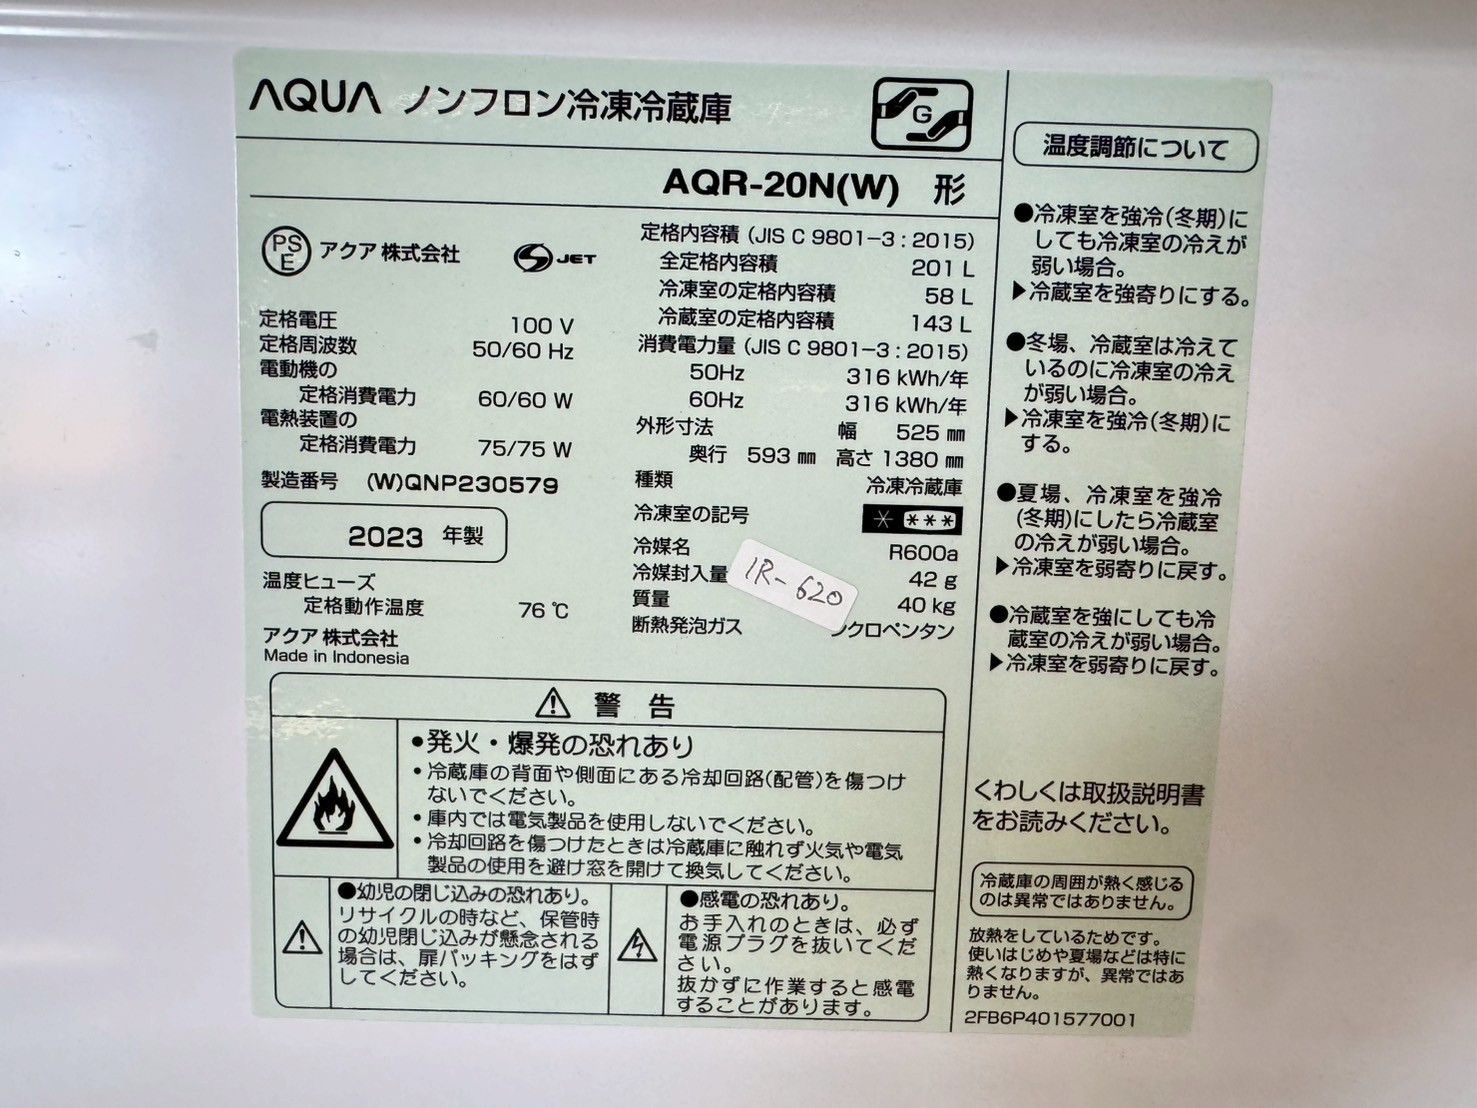 AQUA ノンフロン冷凍冷蔵庫
G
AQR-20N(W) 形
PSE アクア株式会社
S JET
定格電圧 100 V
定格周波数 50/60 Hz
電動機の
定格消費電力 60/60 W
電熱装置の
定格消費電力 75/75 W
製造番号 (W)QNP230579
2023 年製
温度ヒューズ
定格動作温度 76 ℃
アクア株式会社
Made in Indonesia
定格内容積 (JIS C 9801-3 : 2015)
全定格内容積 201 L
冷凍室の定格内容積 58 L
冷蔵室の定格内容積 143 L
消費電力量 (JIS C 9801-3 : 2015)
50Hz 316 kWh/年
60Hz 316 kWh/年
外形寸法 幅 525 ㎜
奥行 593 ㎜ 高さ 1380 ㎜
種類 冷凍冷蔵庫
冷凍室の記号 * ***
冷媒名 R600a
冷媒封入量 42 g
質量 40 kg
断熱発泡ガス クロペンタン
IR-620
⚠ 警告
●発火・爆発の恐れあり
・冷蔵庫の背面や側面にある冷却回路(配管)を傷つけ
ないでください。
・庫内では電気製品を使用しないでください。
・冷却回路を傷つけたときは冷蔵庫に触れず火気や電気
製品の使用を避け窓を開けて換気してください。
●幼児の閉じ込みの恐れあり。
リサイクルの時など、保管時
の幼児閉じ込みが懸念される
場合は、扉パッキングをはず
してください。
●感電の恐れあり。
お手入れのときは、必ず
電源プラグを抜いてくだ
さい。
抜かずに作業すると感電
することがあります。
温度調節について
●冷凍室を強冷(冬期)に
しても冷凍室の冷えが
弱い場合。
▶冷蔵室を強寄りにする。
●冬場、冷蔵室は冷えて
いるのに冷凍室の冷え
が弱い場合。
▶冷凍室を強冷(冬期)に
する。
●夏場、冷凍室を強冷
(冬期)にしたら冷蔵室
の冷えが弱い場合。
▶冷凍室を弱寄りに戻す。
●冷蔵室を強にしても冷
蔵室の冷えが弱い場合。
▶冷凍室を弱寄りに戻す。
くわしくは取扱説明書
をお読みください。
冷蔵庫の周囲が熱く感じる
のは異常ではありません。
放熱をしているためです。
使いはじめや夏場などは特に
熱くなりますが、異常ではあ
りません。
2FB6P401577001